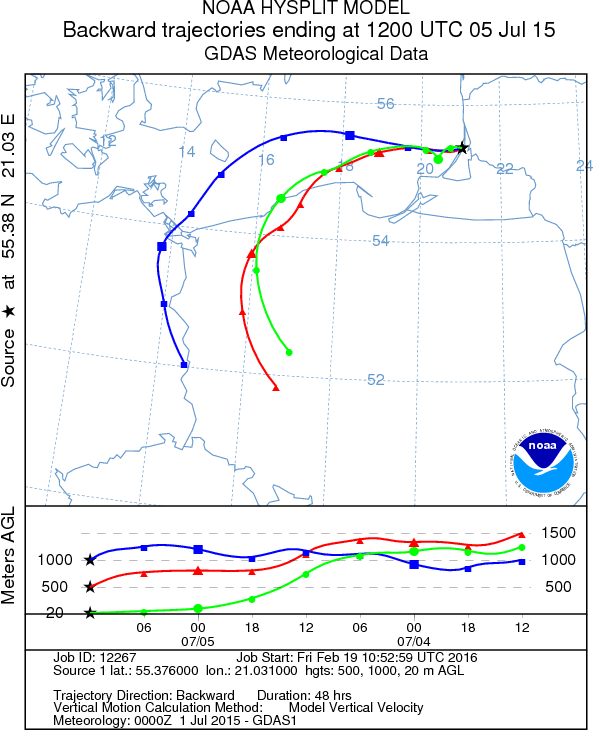 NOAA HYSPLIT MODEL
Backward trajectories ending at 1200 UTC 05 Jul 15
GDAS Meteorological Data
Source ★ at 55.38 N 21.03 E
56
12
14
16
18
20
22
24
54
52
noaa
Meters AGL
1500
1000
1000
500
500
20
06
00
18
12
06
00
18
12
07/05
07/04
Job ID: 12267 Job Start: Fri Feb 19 10:52:59 UTC 2016
Source 1 lat.: 55.376000 lon.: 21.031000 hgts: 500, 1000, 20 m AGL
Trajectory Direction: Backward Duration: 48 hrs
Vertical Motion Calculation Method: Model Vertical Velocity
Meteorology: 0000Z 1 Jul 2015 - GDAS1